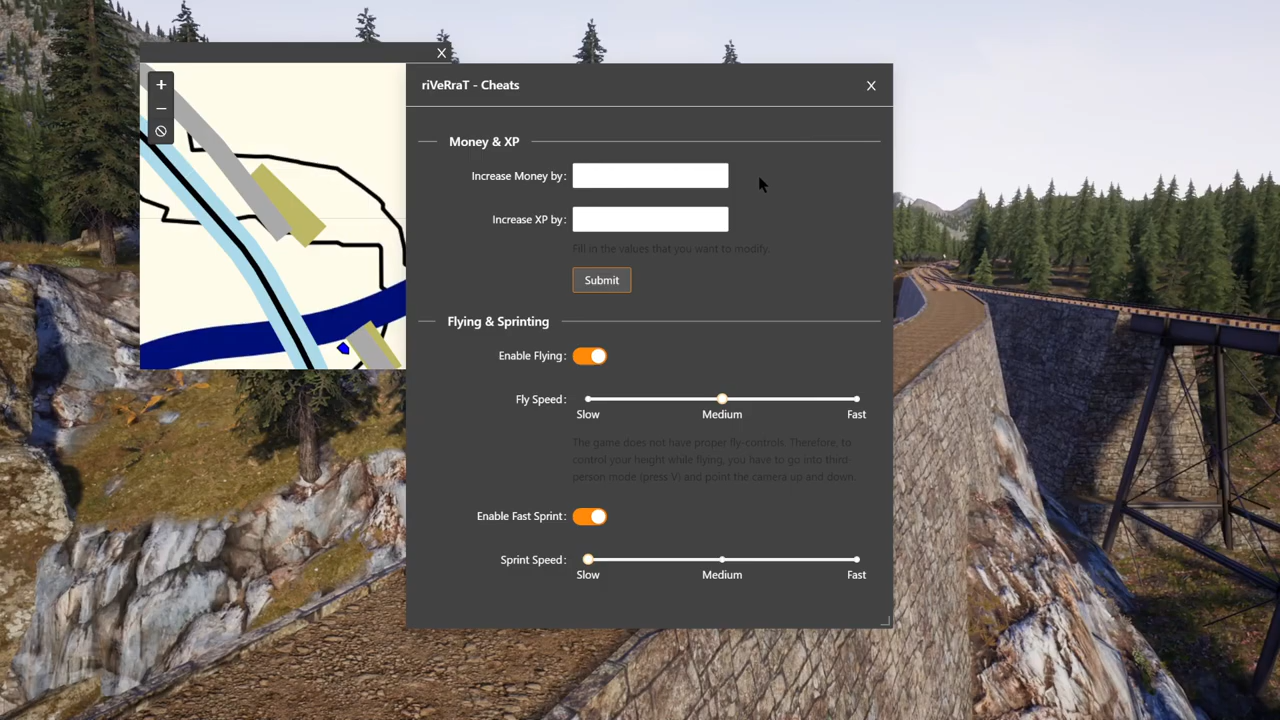 riVeRraT - Cheats
Money & XP
Increase Money by:
Increase XP by:
Fill in the values that you want to modify.
Submit
Flying & Sprinting
Enable Flying:
Fly Speed:
Slow Medium Fast
The game does not have proper fly-controls. Therefore, to
control your height while flying, you have to go into third-
person mode (press V) and point the camera up and down.
Enable Fast Sprint:
Sprint Speed:
Slow Medium Fast